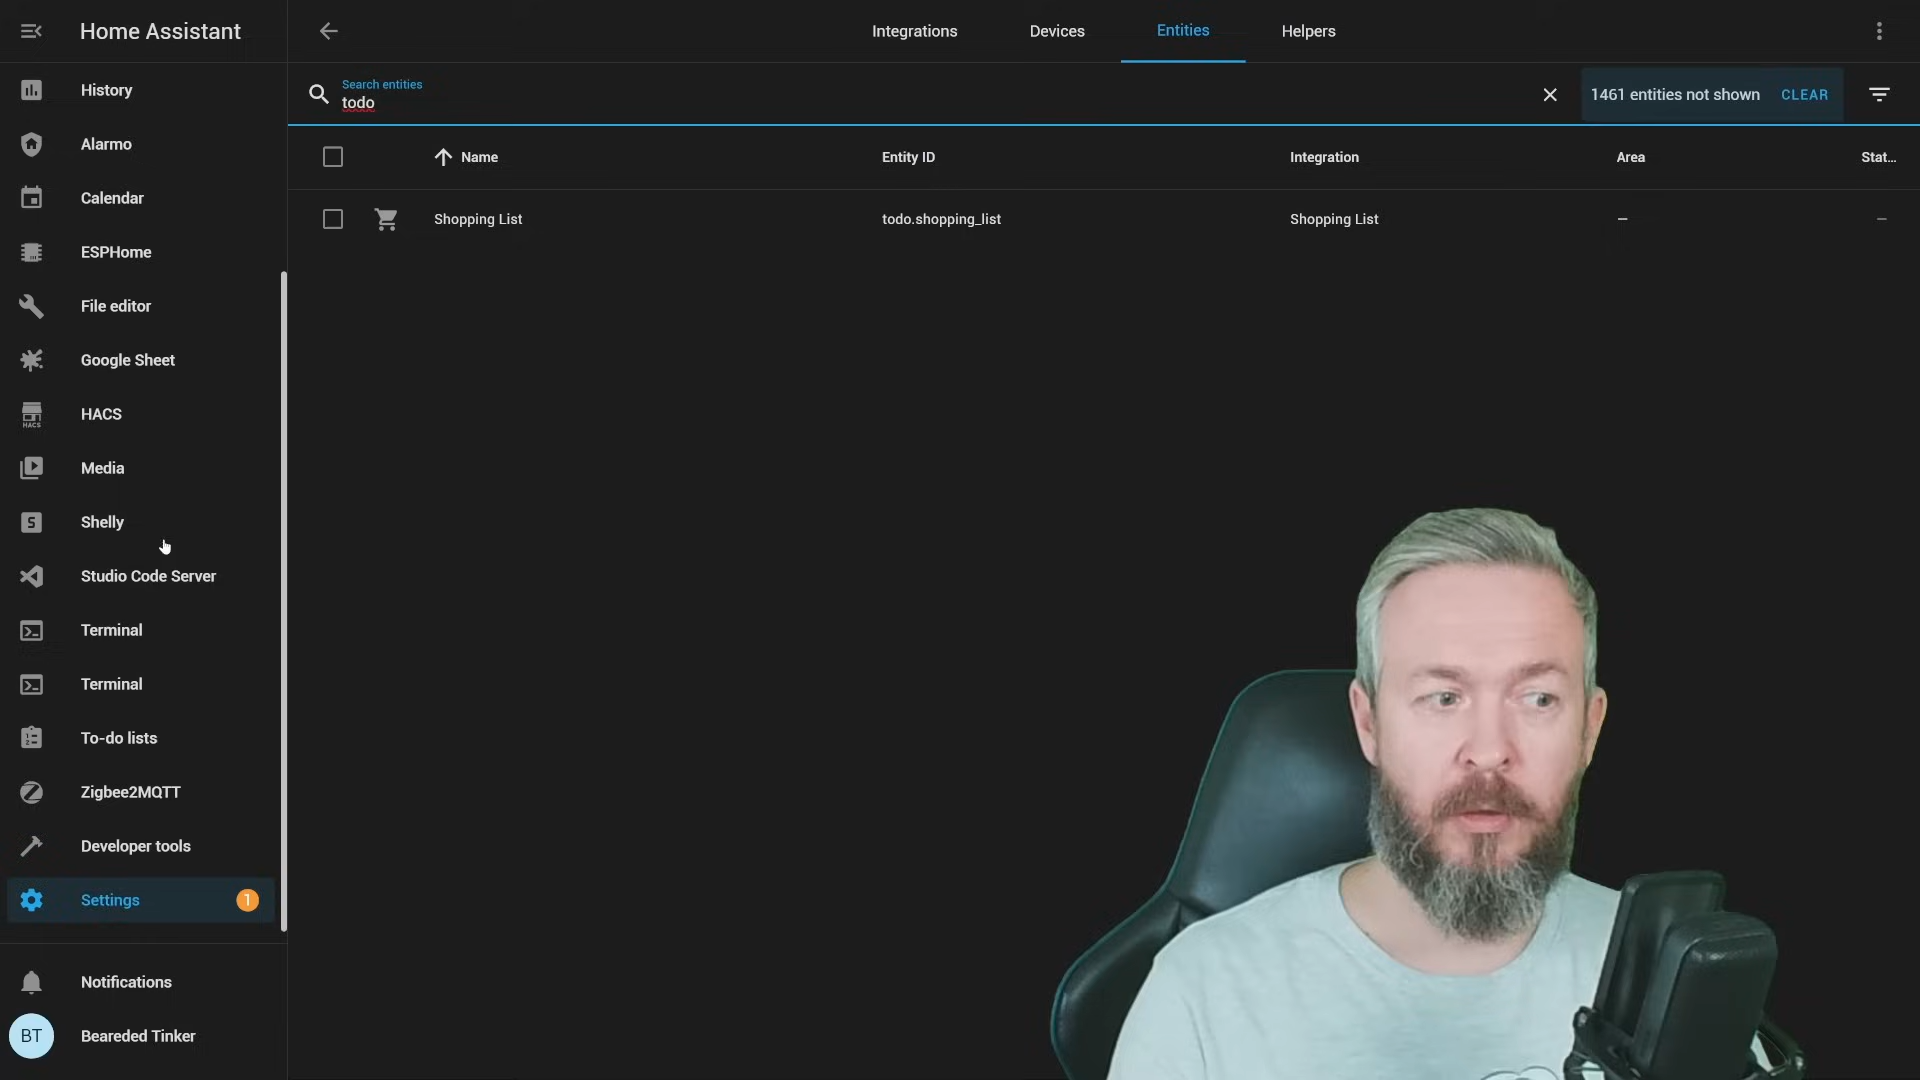 Home Assistant
History
Alarmo
Calendar
ESPHome
File editor
Google Sheet
HACS
HACS
Media
S
Shelly
Studio Code Server
Terminal
Terminal
To-do lists
Zigbee2MQTT
Developer tools
Settings
1
Notifications
BT
Beareded Tinker
Integrations
Devices
Entities
Helpers
Search entities
todo
1461 entities not shown
CLEAR
Name
Entity ID
Integration
Area
Stat...
Shopping List
todo.shopping_list
Shopping List
—
—